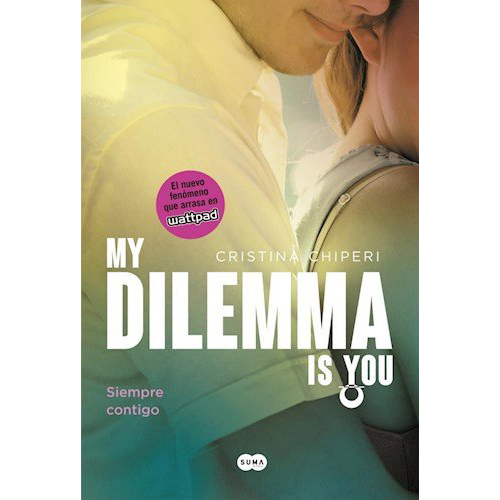 El nuevo
fenómeno
que arrasa en
wattpad
CRISTINA CHIPERI
MY
DILEMMA
IS YOU
Siempre
contigo
SUMA